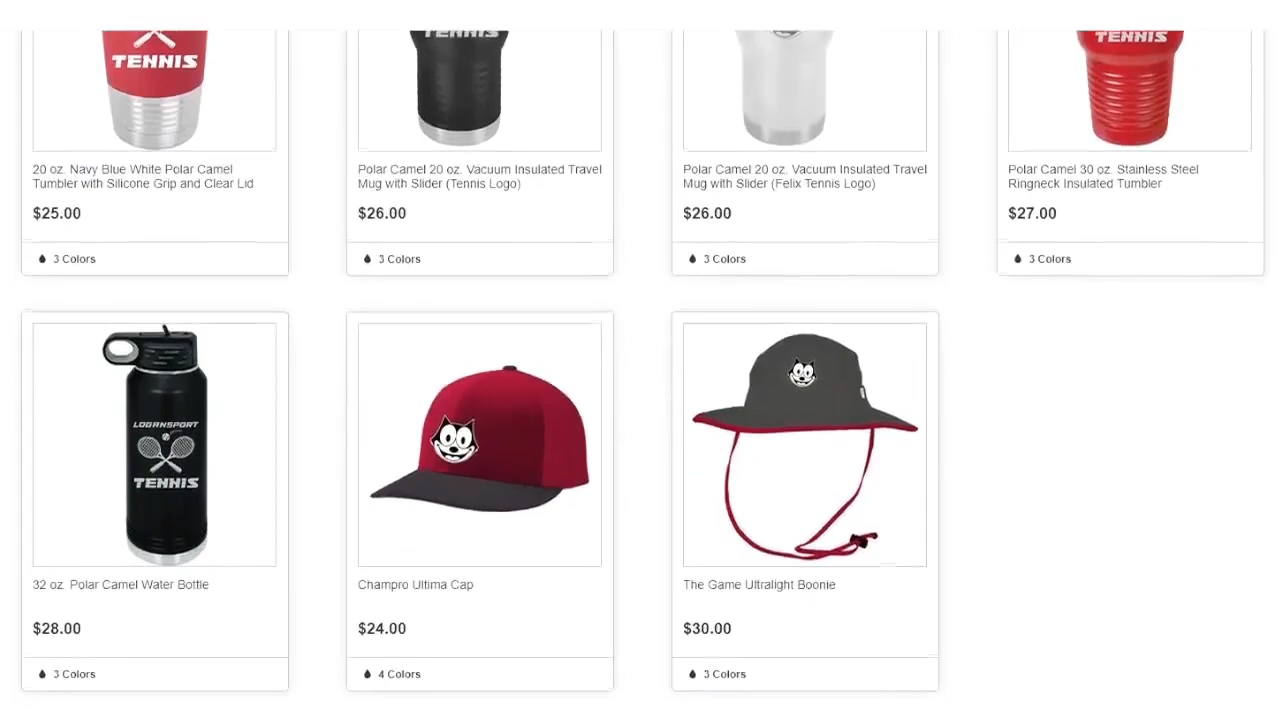 TENNIS
TENNIS
TENNIS
TENNIS
20 oz. Navy Blue White Polar Camel
Tumbler with Silicone Grip and Clear Lid
$25.00
3 Colors
Polar Camel 20 oz. Vacuum Insulated Travel
Mug with Slider (Tennis Logo)
$26.00
3 Colors
Polar Camel 20 oz. Vacuum Insulated Travel
Mug with Slider (Felix Tennis Logo)
$26.00
3 Colors
Polar Camel 30 oz. Stainless Steel
Ringneck Insulated Tumbler
$27.00
3 Colors
LOGANSPORT
TENNIS
32 oz. Polar Camel Water Bottle
$28.00
3 Colors
Champro Ultima Cap
$24.00
4 Colors
The Game Ultralight Boonie
$30.00
3 Colors